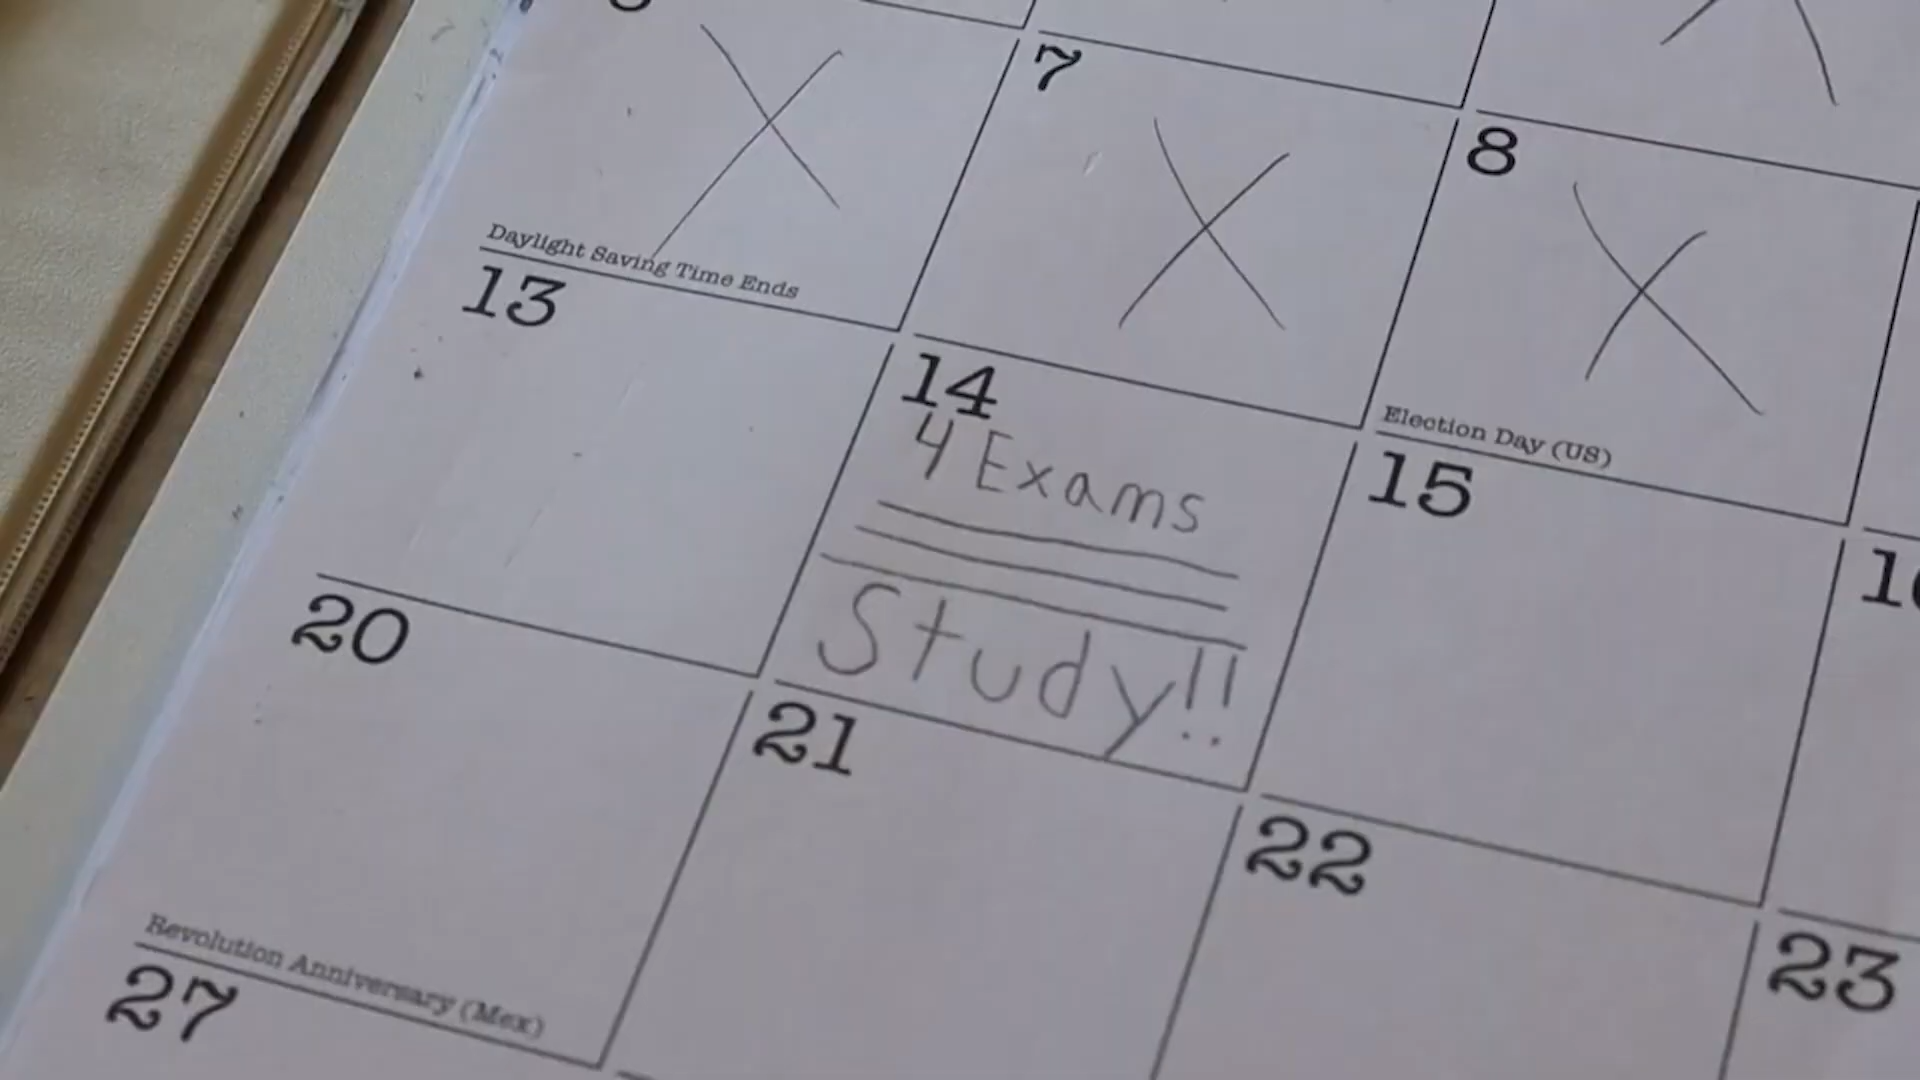 7
8
Daylight Saving Time Ends
13
14
4 Exams
Study!!
Election Day (US)
15
20
21
22
23
Revolution Anniversary (Mex)
27